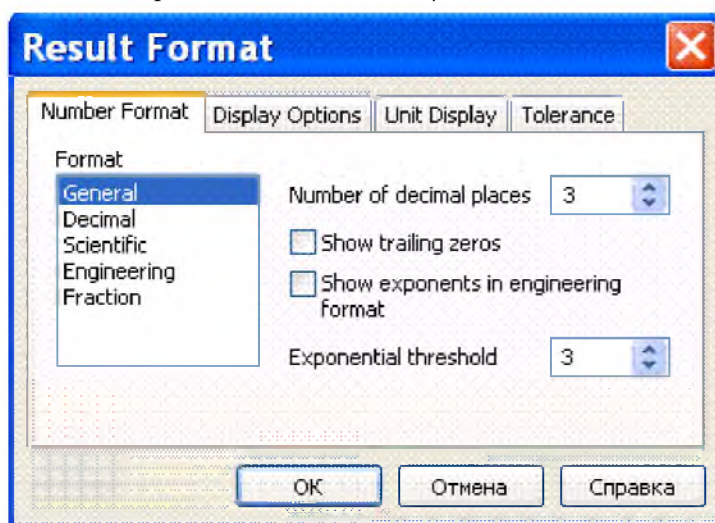 Result Format
Number Format Display Options Unit Display Tolerance
Format
General
Decimal
Scientific
Engineering
Fraction
Number of decimal places 3
Show trailing zeros
Show exponents in engineering
format
Exponential threshold 3
ОК Отмена Справка